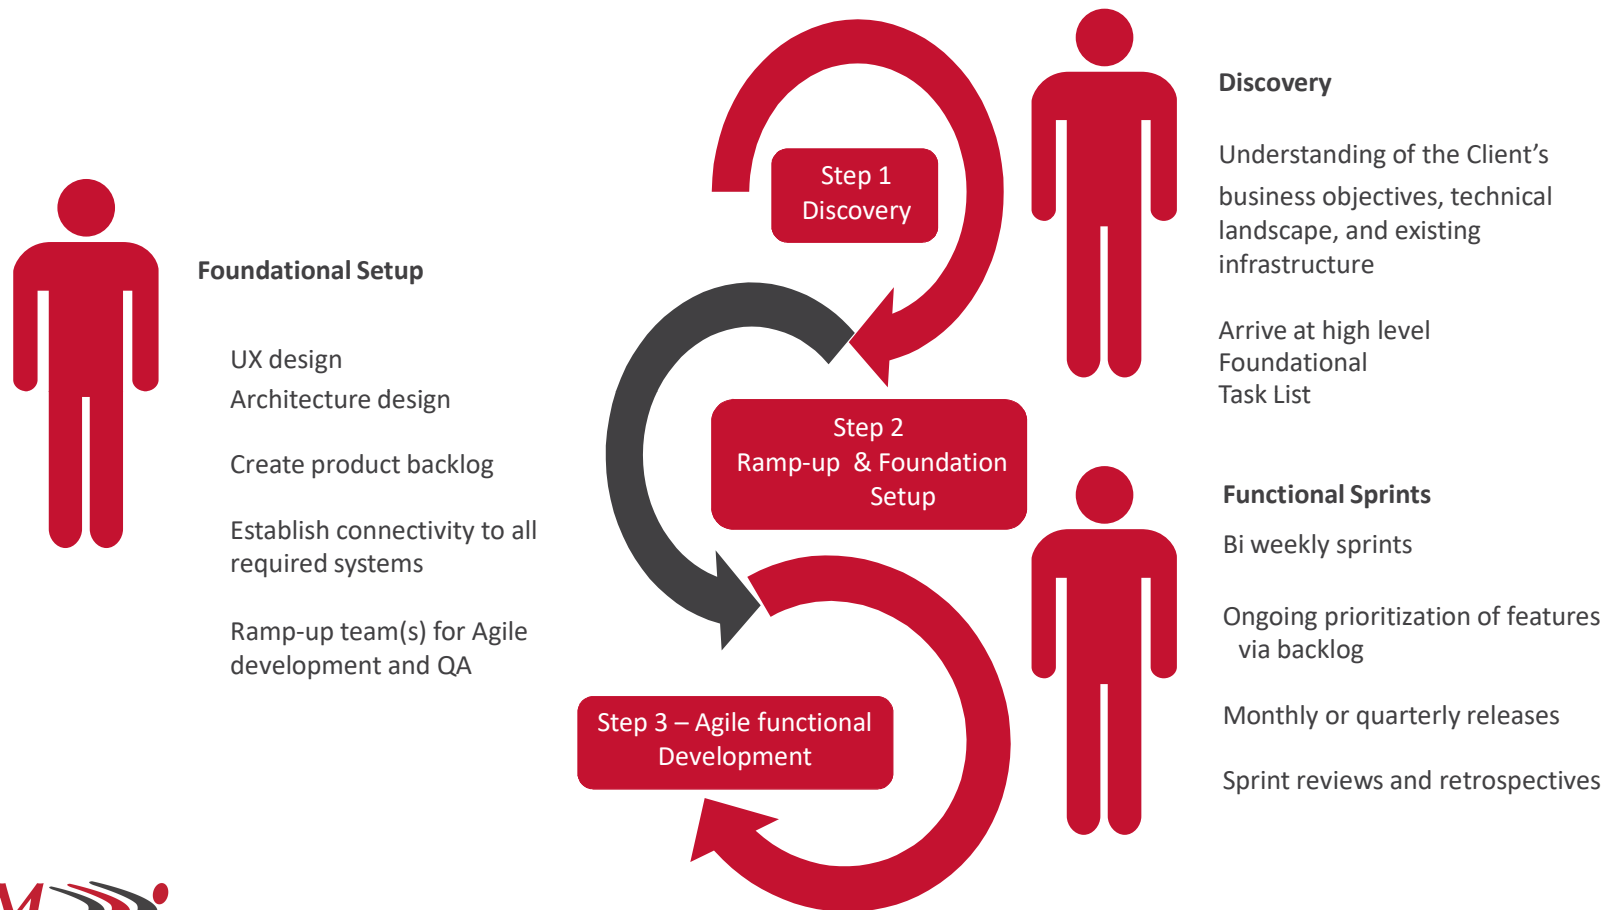 Step 1
Discovery
Discovery
Understanding of the Client's
business objectives, technical
landscape, and existing
infrastructure
Arrive at high level
Foundational
Task List
Foundational Setup
UX design
Architecture design
Create product backlog
Establish connectivity to all
required systems
Ramp-up team(s) for Agile
development and QA
Step 2
Ramp-up & Foundation
Setup
Functional Sprints
Bi weekly sprints
Ongoing prioritization of features
via backlog
Monthly or quarterly releases
Sprint reviews and retrospectives
Step 3 – Agile functional
Development